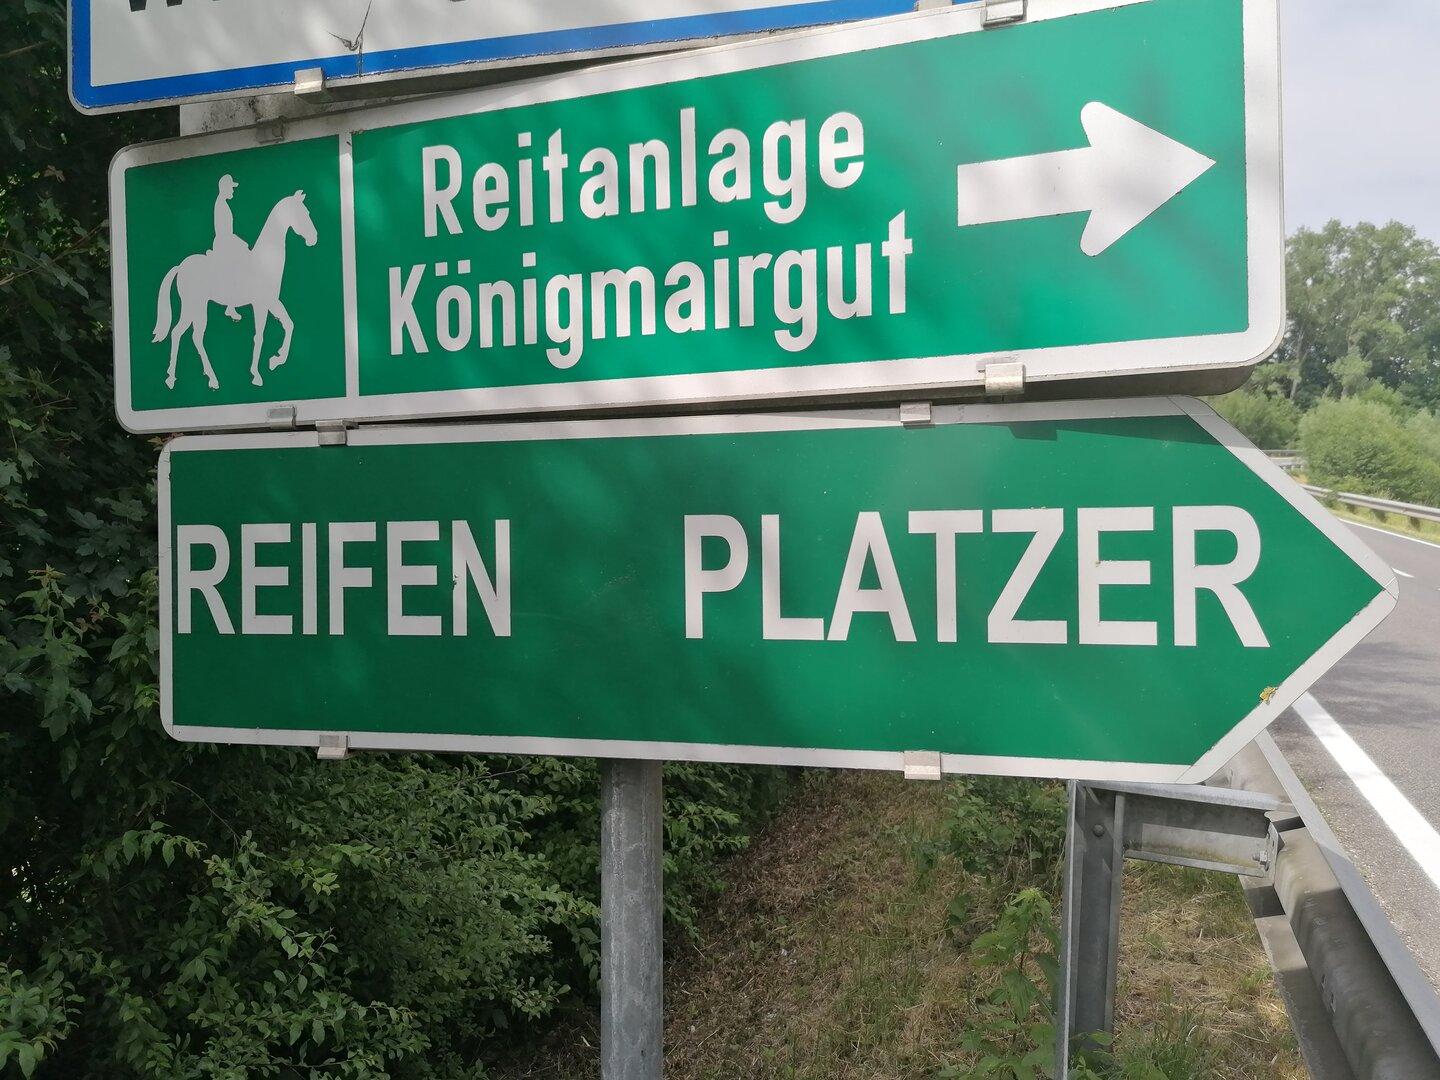 Reitanlage
Königmairgut
REIFEN PLATZER